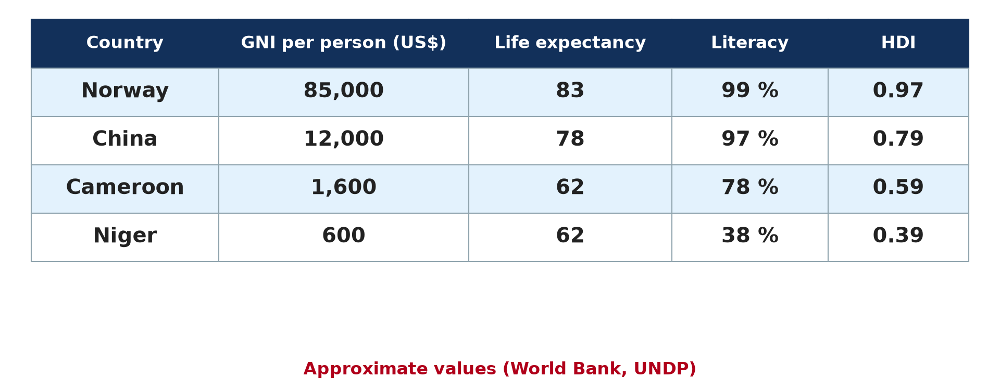 Country GNI per person (US$) Life expectancy Literacy HDI
Norway 85,000 83 99 % 0.97
China 12,000 78 97 % 0.79
Cameroon 1,600 62 78 % 0.59
Niger 600 62 38 % 0.39
Approximate values (World Bank, UNDP)